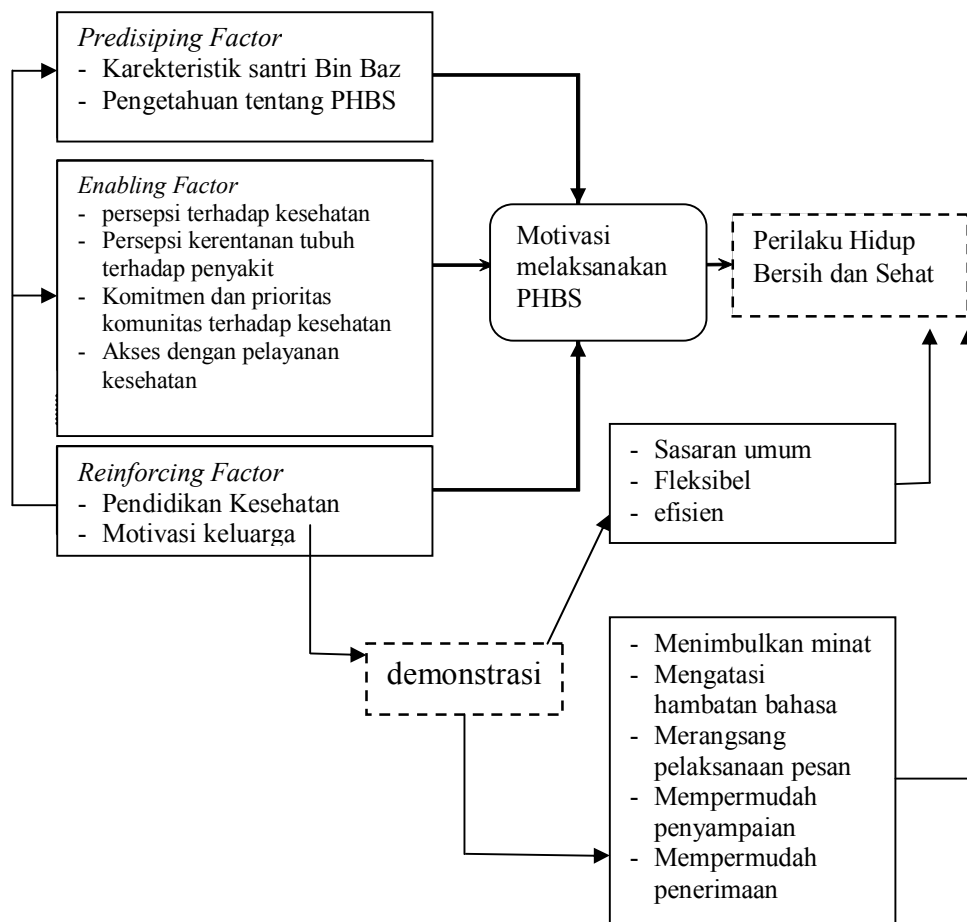 Predisiping Factor
- Karekteristik santri Bin Baz
- Pengetahuan tentang PHBS
Enabling Factor
- persepsi terhadap kesehatan
- Persepsi kerentanan tubuh
terhadap penyakit
- Komitmen dan prioritas
komunitas terhadap kesehatan
- Akses dengan pelayanan
kesehatan
Reinforcing Factor
- Pendidikan Kesehatan
- Motivasi keluarga
Motivasi
melaksanakan
PHBS
Perilaku Hidup
Bersih dan Sehat
- Sasaran umum
- Fleksibel
- efisien
demonstrasi
- Menimbulkan minat
- Mengatasi
hambatan bahasa
- Merangsang
pelaksanaan pesan
- Mempermudah
penyampaian
- Mempermudah
penerimaan